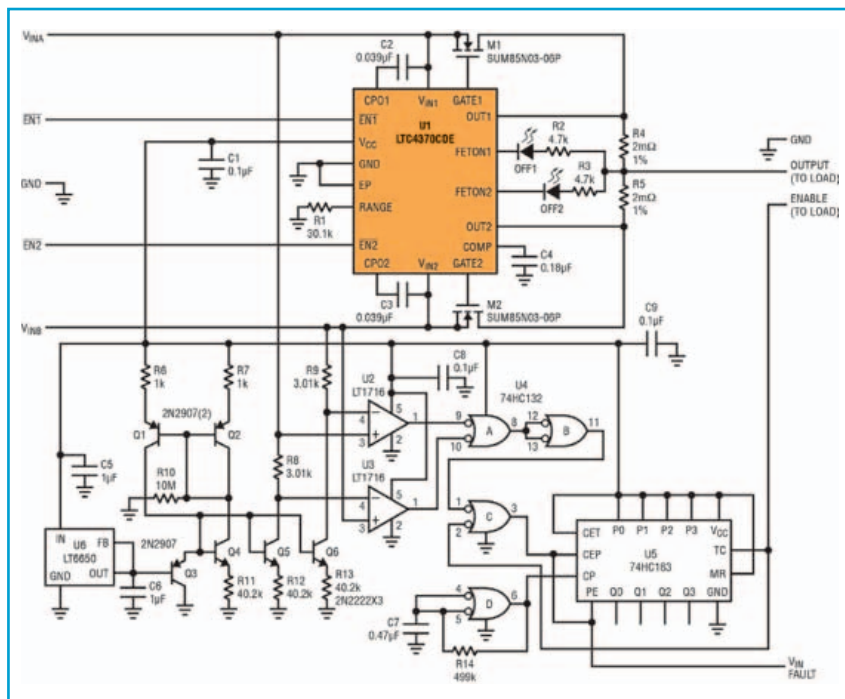 VINA
C2
0.039µF
M1
SUM85N03-06P
CPO1
VIN1
GATE1
EN1
EN1
U1
LTC4370CDE
OUT1
VCC
C1
0.1µF
GND
FETON1
R2
4.7k
OFF1
R4
2mΩ
1%
GND
GND
EP
R3
4.7k
OUTPUT
(TO LOAD)
FETON2
OFF2
R5
2mΩ
1%
ENABLE
(TO LOAD)
RANGE
R1
30.1k
OUT2
EN2
EN2
COMP
C4
0.18µF
CPO2
VIN2
GATE2
C3
0.039µF
M2
SUM85N03-06P
VINB
C9
0.1µF
R6
1k
R7
1k
R9
3.01k
U2
LT1716
C8
0.1µF
U4
74HC132
2N2907(2)
Q1
Q2
4
3
5
2
1
9
10
A
8
12
13
B
11
R8
3.01k
U3
LT1716
C5
1µF
R10
10M
4
3
5
2
1
1
2
C
3
CET
P0
P1
P2
P3
VCC
IN
U6
LT6650
FB
GND
OUT
2N2907
Q3
Q4
Q5
Q6
CEP
U5
74HC163
TC
MR
CP
PE
Q0
Q1
Q2
Q3
GND
C6
1µF
R11
40.2k
R12
40.2k
R13
40.2k
2N2222X3
4
5
D
6
C7
0.47µF
R14
499k
VIN
FAULT